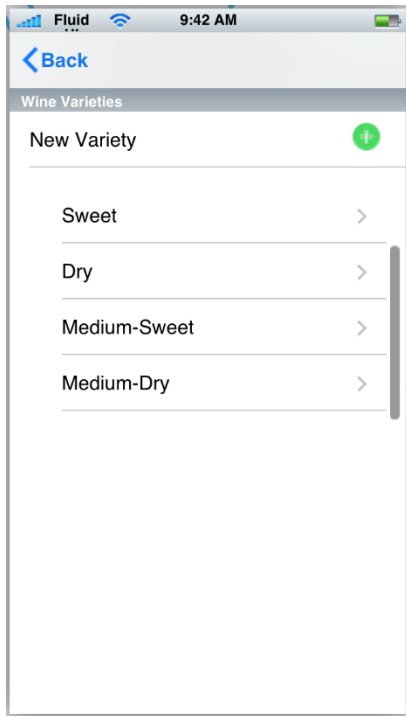 Fluid 9:42 AM
Back
Wine Varieties
New Variety
Sweet
Dry
Medium-Sweet
Medium-Dry